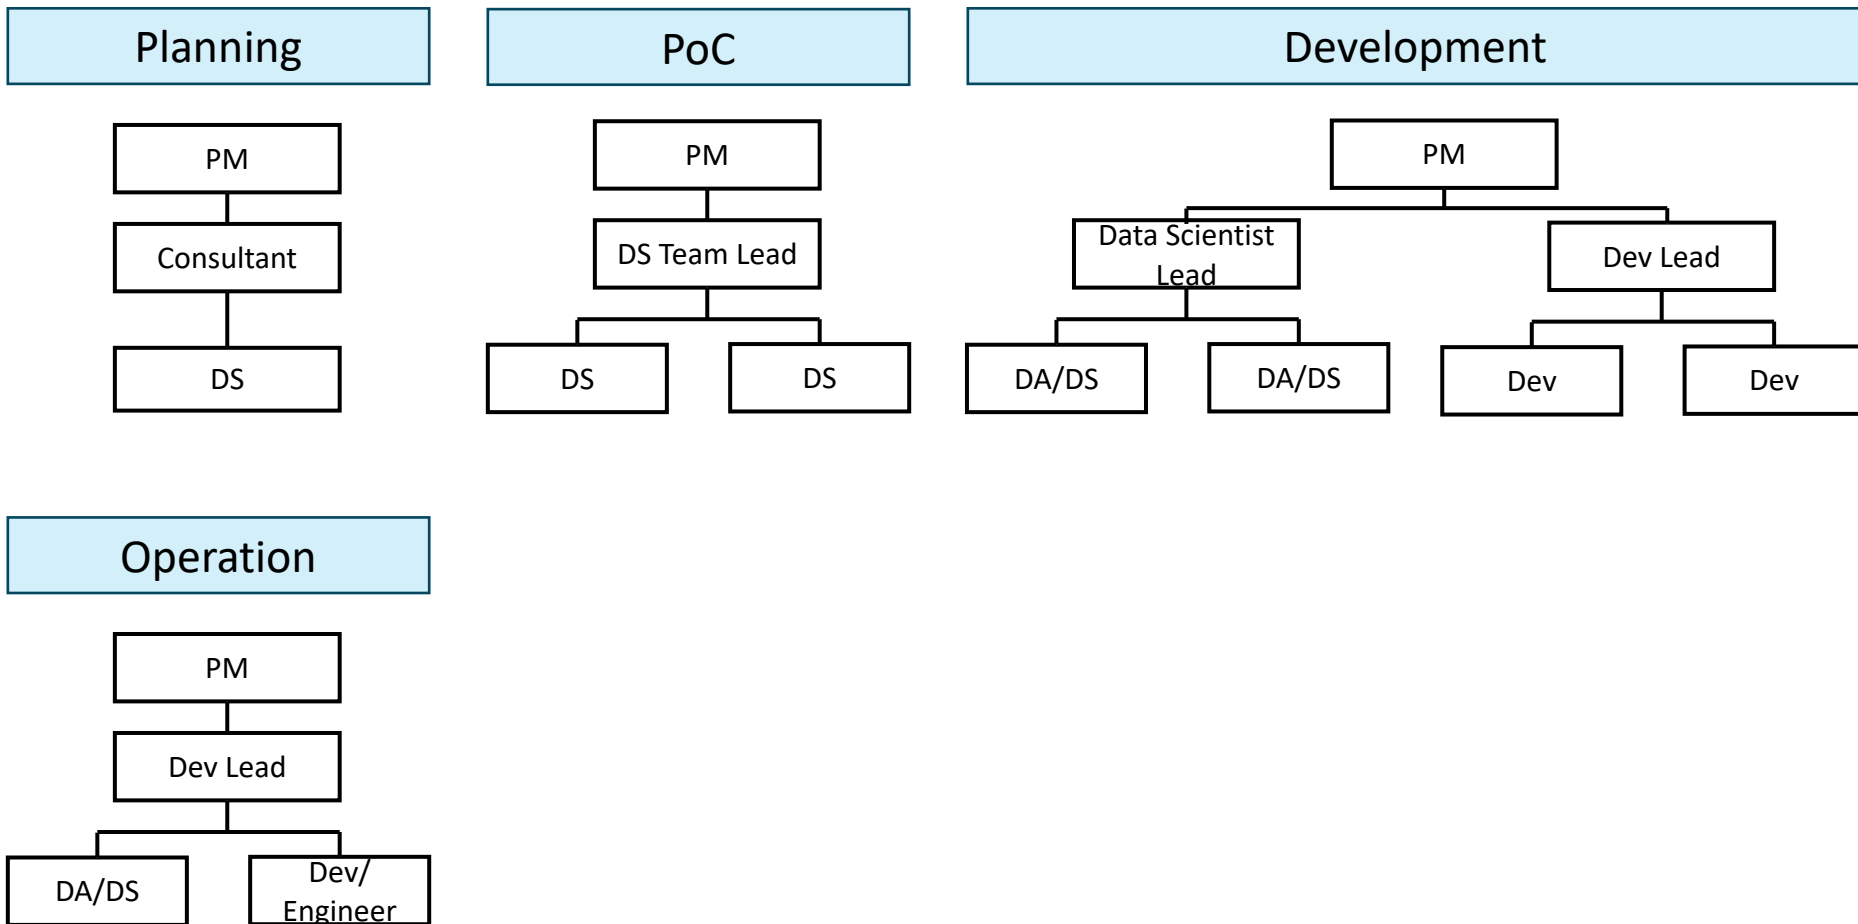 Planning
PM
Consultant
DS
PoC
PM
DS Team Lead
DS
DS
Development
PM
Data Scientist
Lead
Dev Lead
DA/DS
DA/DS
Dev
Dev
Operation
PM
Dev Lead
DA/DS
Dev/
Engineer